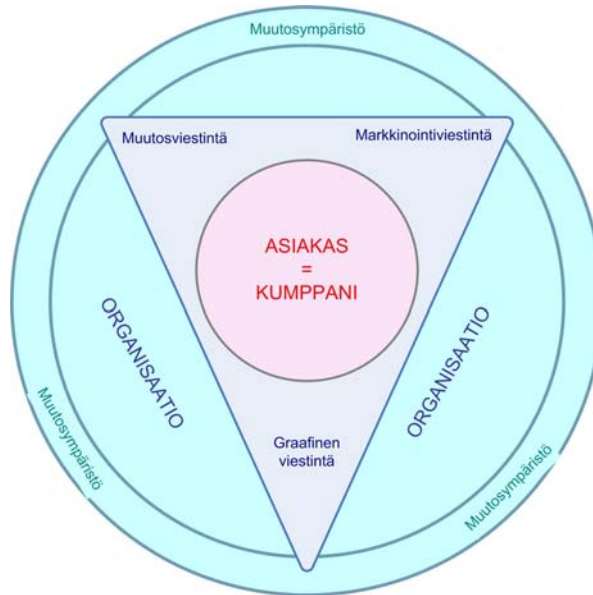 Muutosympäristö
Muutosviestintä
Markkinointiviestintä
ASIAKAS
=
KUMPPANI
ORGANISAATIO
ORGANISAATIO
Graafinen
viestintä
Muutosympäristö
Muutosympäristö